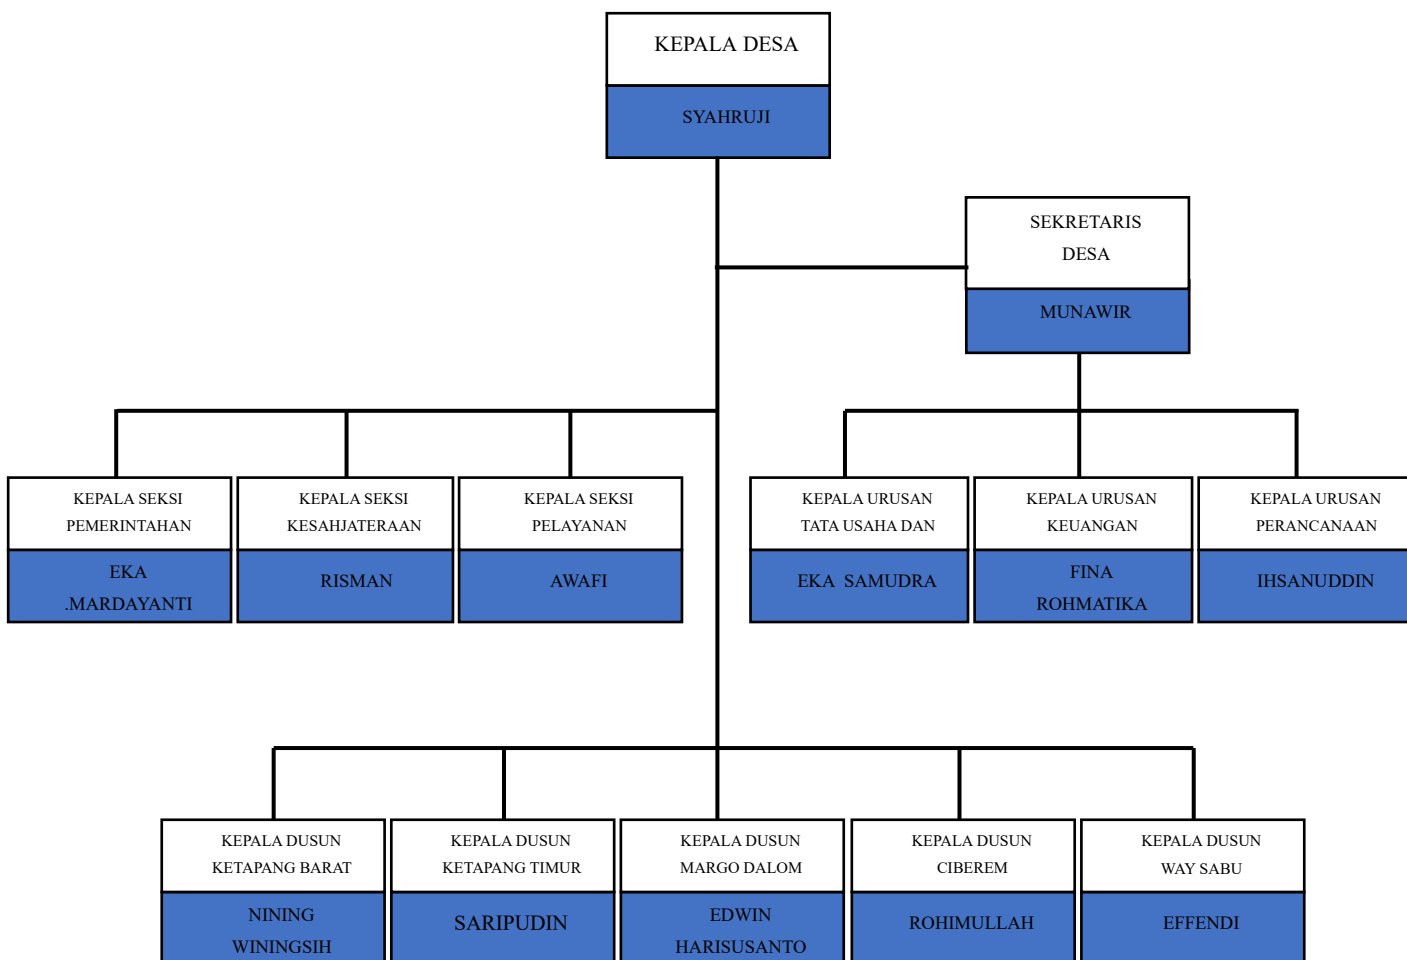 KEPALA DESA
SYAHRUJI
SEKRETARIS
DESA
MUNAWIR
KEPALA SEKSI
PEMERINTAHAN
EKA
.MARDAYANTI
KEPALA SEKSI
KESAHJATERAAN
RISMAN
KEPALA SEKSI
PELAYANAN
AWAFI
KEPALA URUSAN
TATA USAHA DAN
EKA SAMUDRA
KEPALA URUSAN
KEUANGAN
FINA
ROHMATIKA
KEPALA URUSAN
PERANCANAAN
IHSANUDDIN
KEPALA DUSUN
KETAPANG BARAT
NINING
WININGSIH
KEPALA DUSUN
KETAPANG TIMUR
SARIPUDIN
KEPALA DUSUN
MARGO DALOM
EDWIN
HARISUSANTO
KEPALA DUSUN
CIBEREM
ROHIMULLAH
KEPALA DUSUN
WAY SABU
EFFENDI